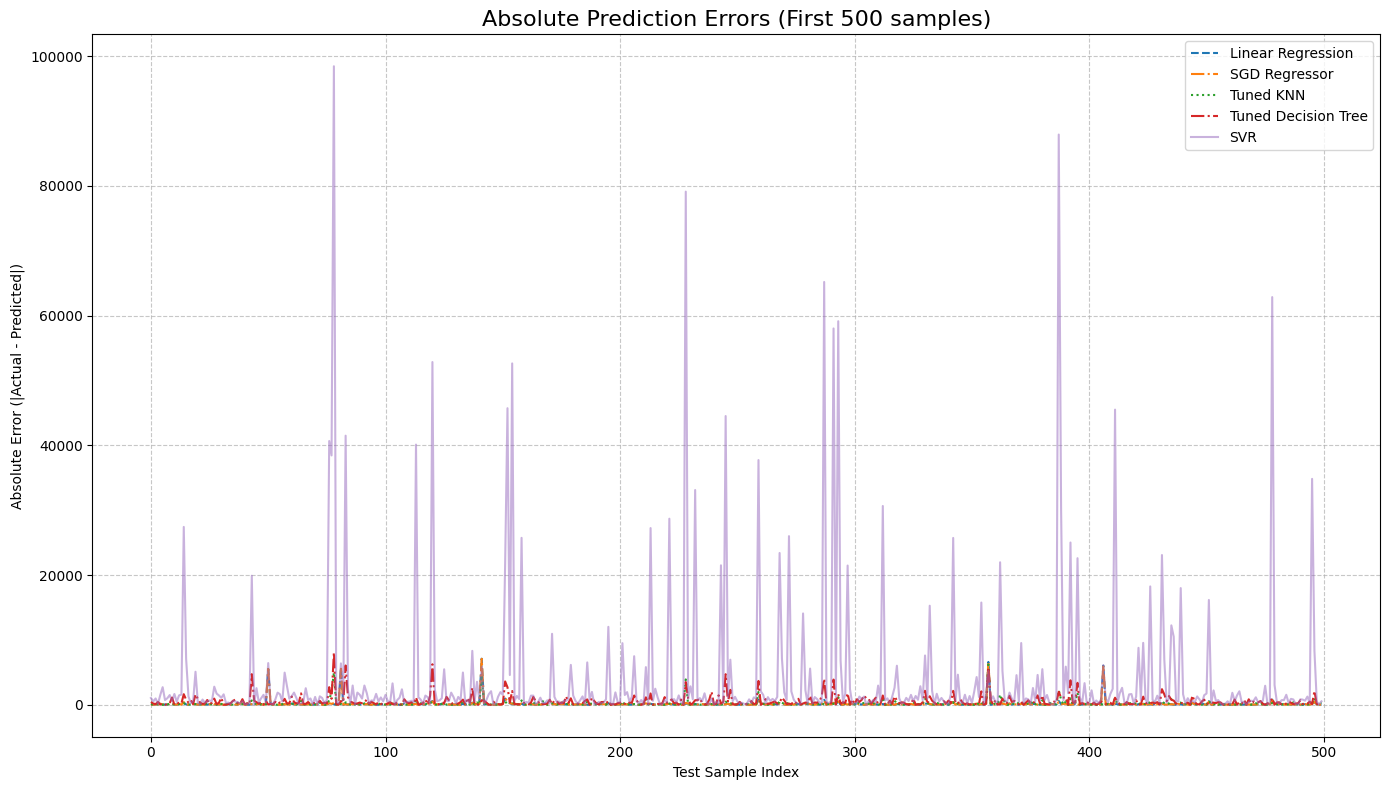 Absolute Prediction Errors (First 500 samples)
Linear Regression
SGD Regressor
Tuned KNN
Tuned Decision Tree
SVR
Absolute Error (|Actual - Predicted|)
100000
80000
60000
40000
20000
0
0 100 200 300 400 500
Test Sample Index